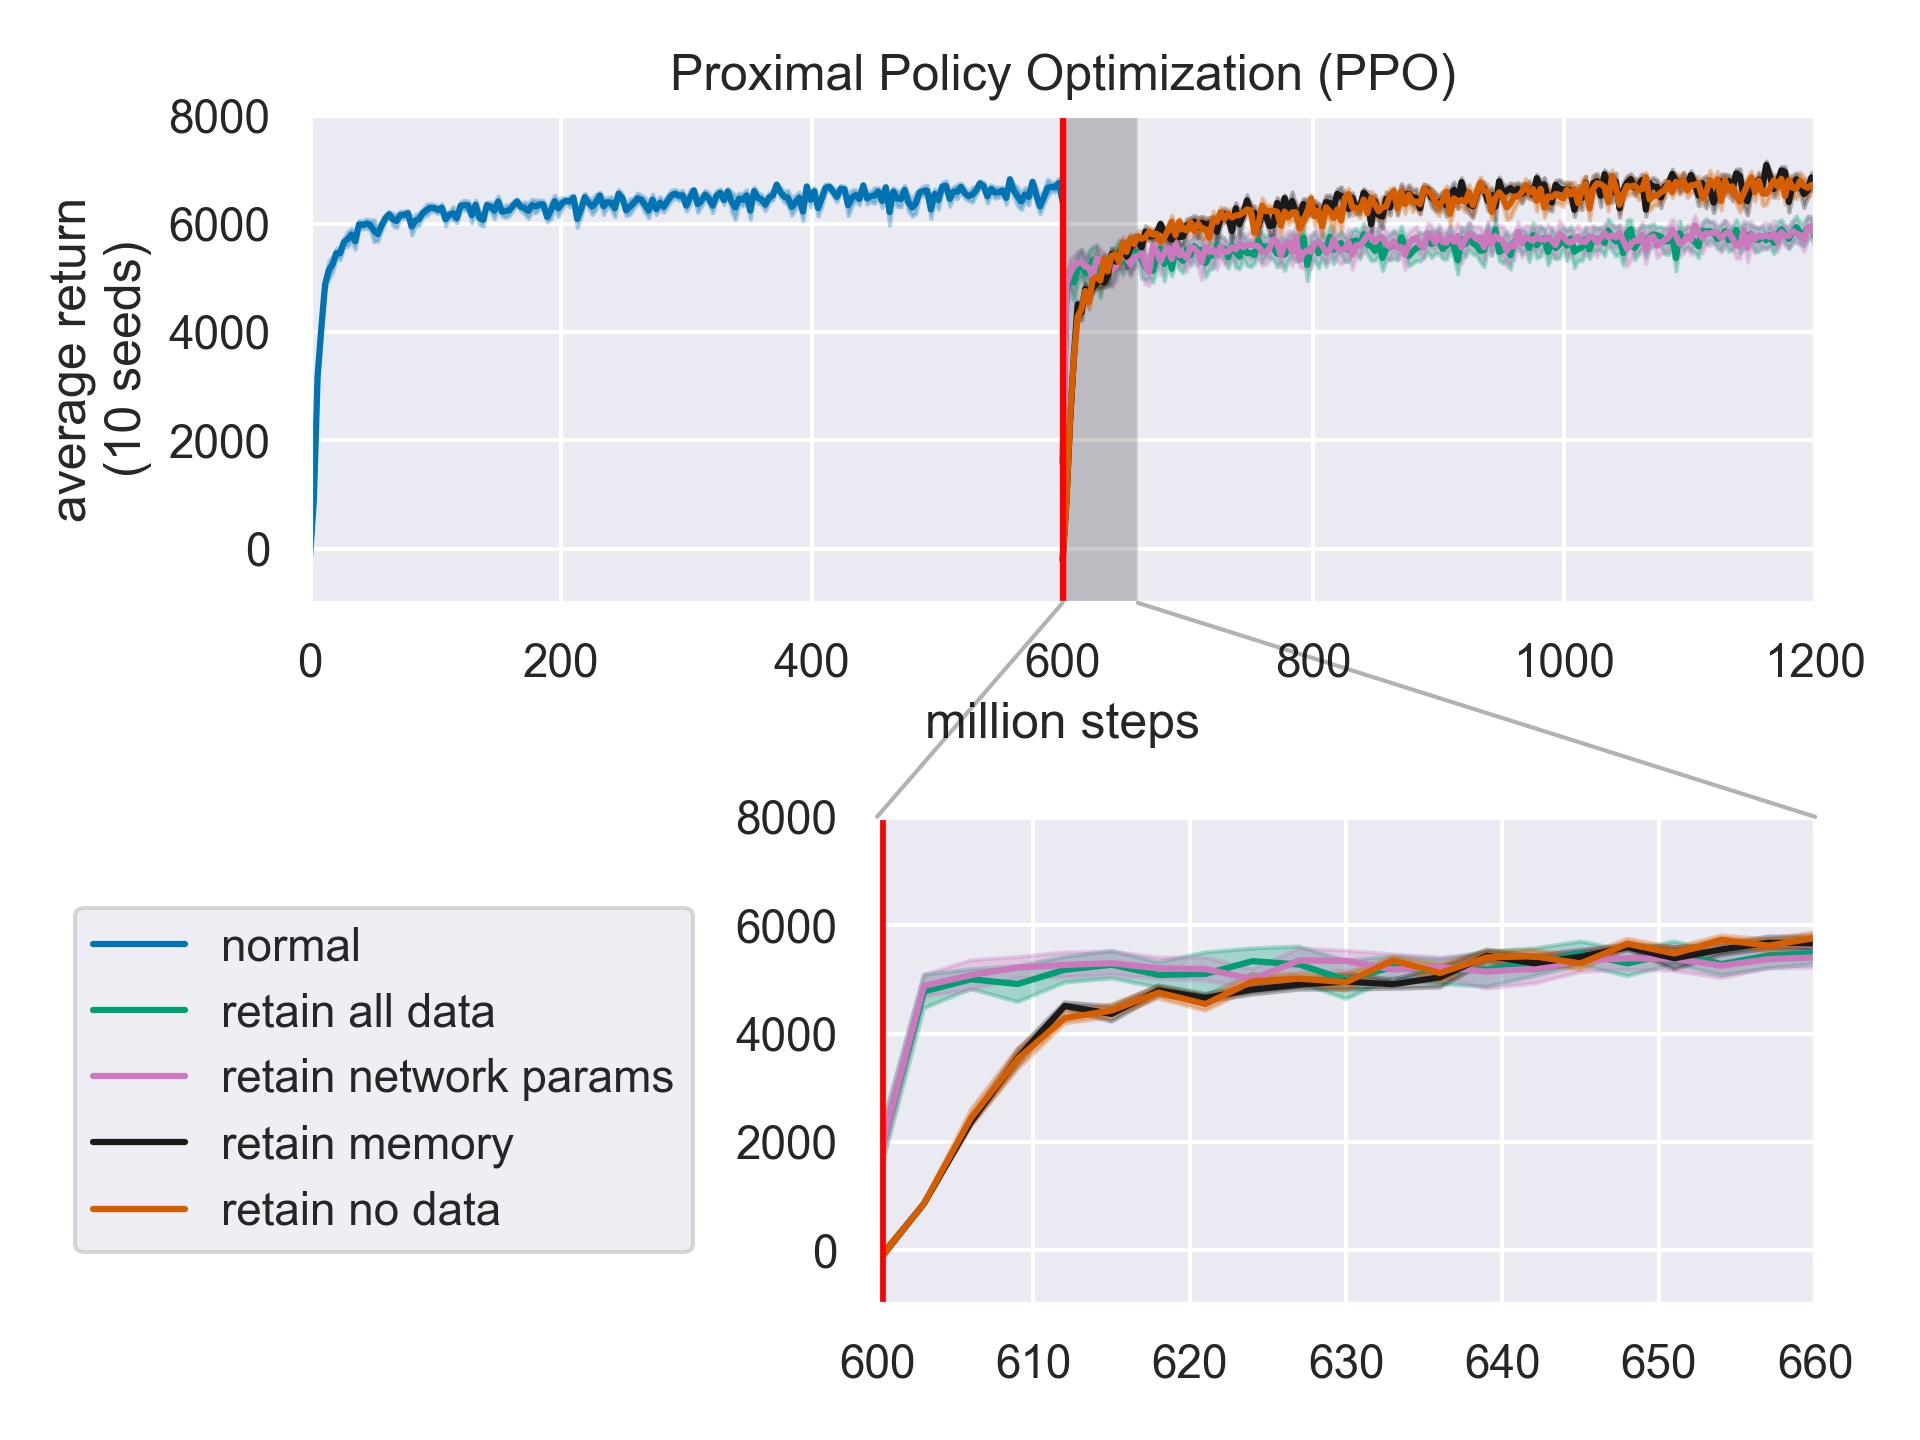 Proximal Policy Optimization (PPO)
average return
(10 seeds)
8000
6000
4000
2000
0
0 200 400 600 800 1000 1200
million steps
normal
retain all data
retain network params
retain memory
retain no data
8000
6000
4000
2000
0
600 610 620 630 640 650 660